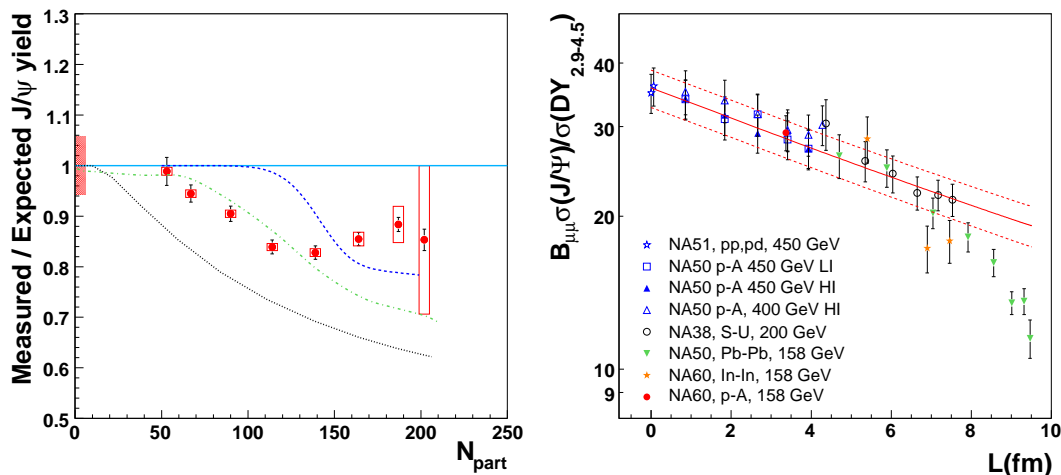 Measured / Expected J/ψ yield
1.3
1.2
1.1
1
0.9
0.8
0.7
0.6
0.5
0 50 100 150 200 250
N_part
B_μμσ(J/Ψ)/σ(DY_2.9-4.5)
40
30
20
10
9
NA51, pp,pd, 450 GeV
NA50 p-A 450 GeV LI
NA50 p-A 450 GeV HI
NA50 p-A, 400 GeV HI
NA38, S-U, 200 GeV
NA50, Pb-Pb, 158 GeV
NA60, In-In, 158 GeV
NA60, p-A, 158 GeV
0 2 4 6 8 10
L(fm)